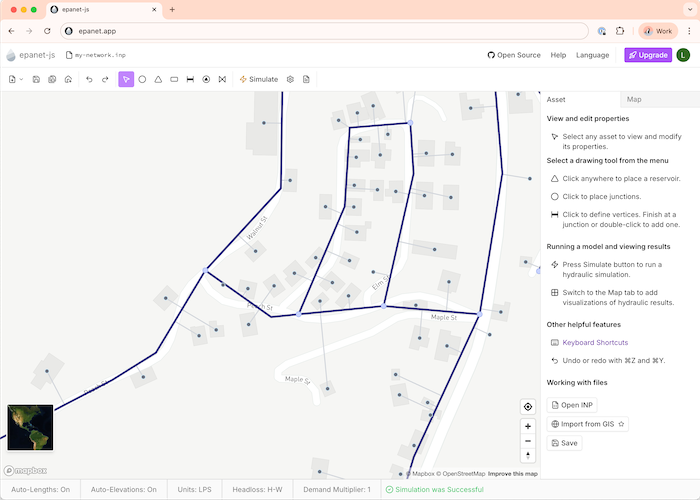 epanet-js
epanet.app
Work
epanet-js
my-network.inp
Open Source
Help
Language
Upgrade
L
Simulate
Asset
Map
View and edit properties
Select any asset to view and modify
its properties.
Select a drawing tool from the menu
Click anywhere to place a reservoir.
Click to place junctions.
Click to define vertices. Finish at a
junction or double-click to add one.
Running a model and viewing results
Press Simulate button to run a
hydraulic simulation.
Switch to the Map tab to add
visualizations of hydraulic results.
Other helpful features
Keyboard Shortcuts
Undo or redo with ⌘Z and ⌘Y.
Working with files
Open INP
Import from GIS
Save
Walnut St
Elm St
Maple St
Maple St
mapbox
© Mapbox © OpenStreetMap Improve this map
Auto-Lengths: On
Auto-Elevations: On
Units: LPS
Headloss: H-W
Demand Multiplier: 1
Simulation was Successful